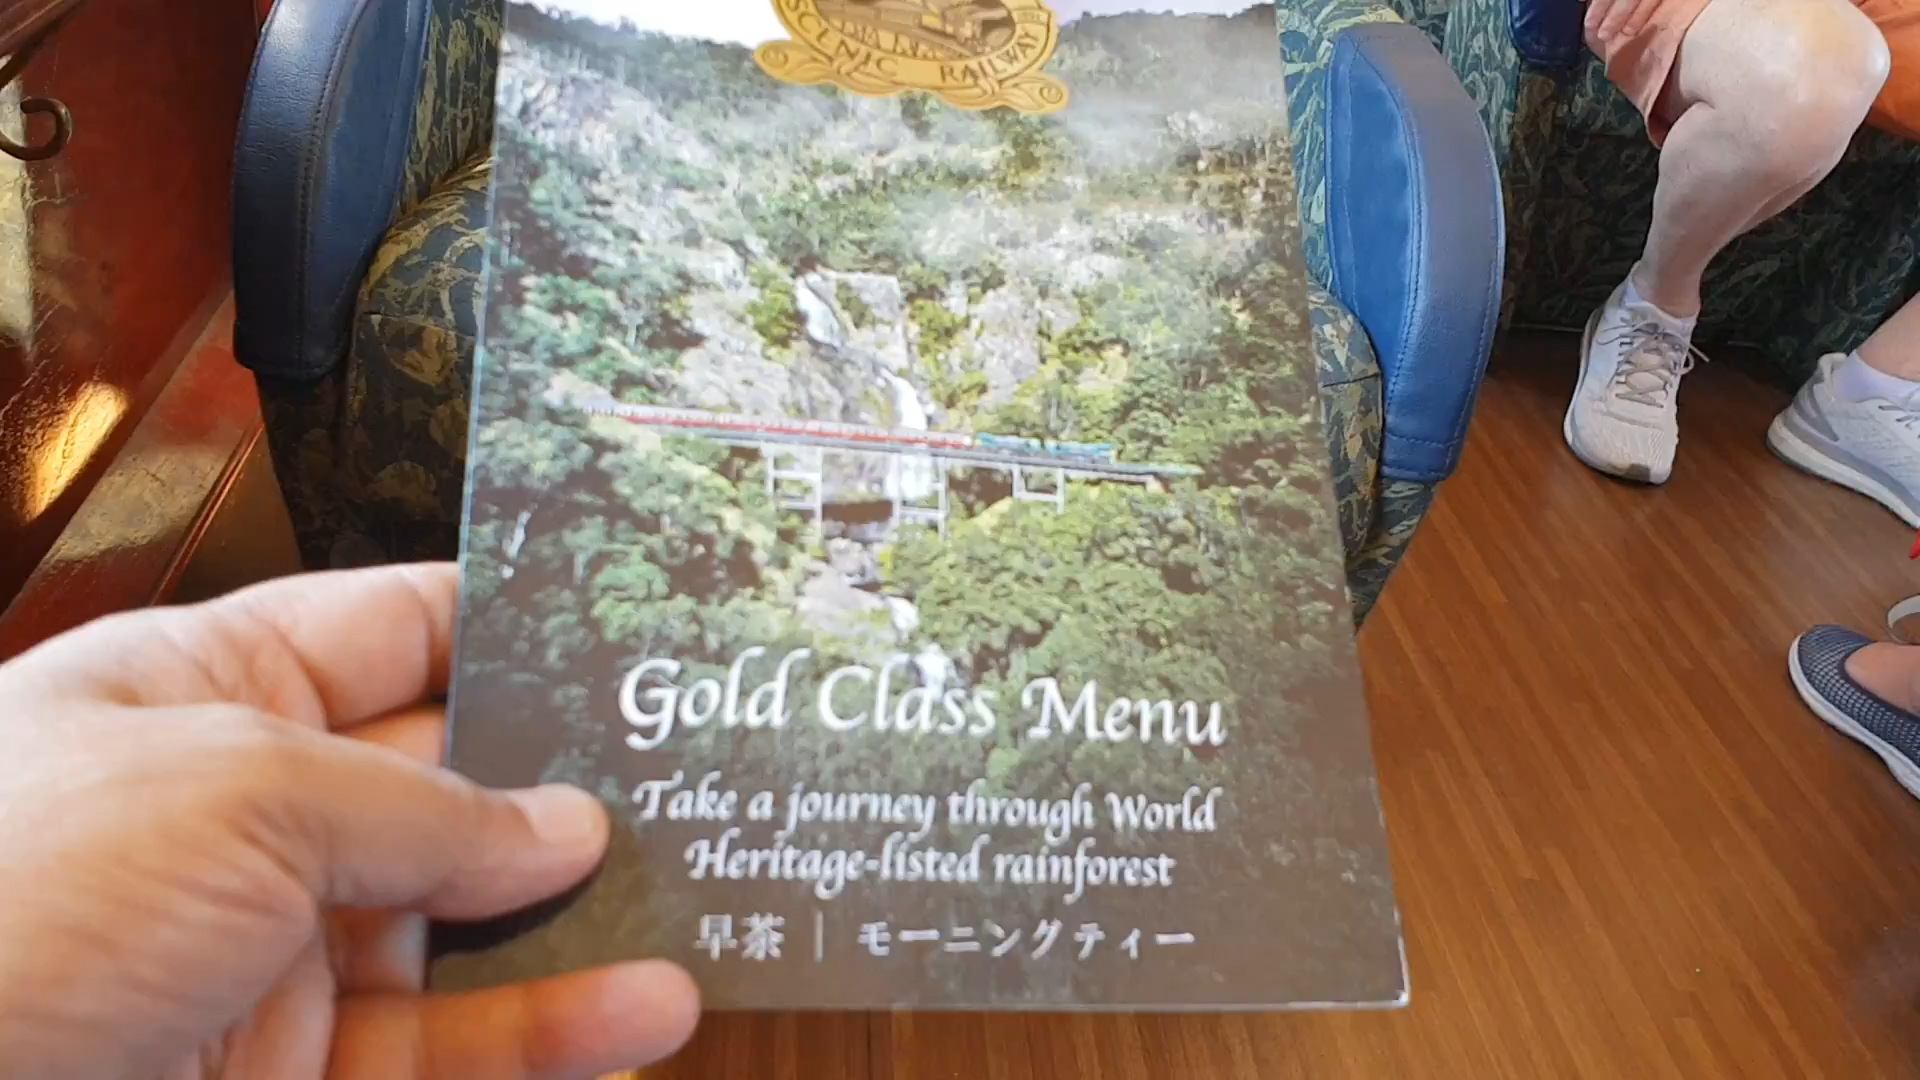 SCENIC RAILWAY
Gold Class Menu
Take a journey through World
Heritage-listed rainforest
早茶 | モーニングティー